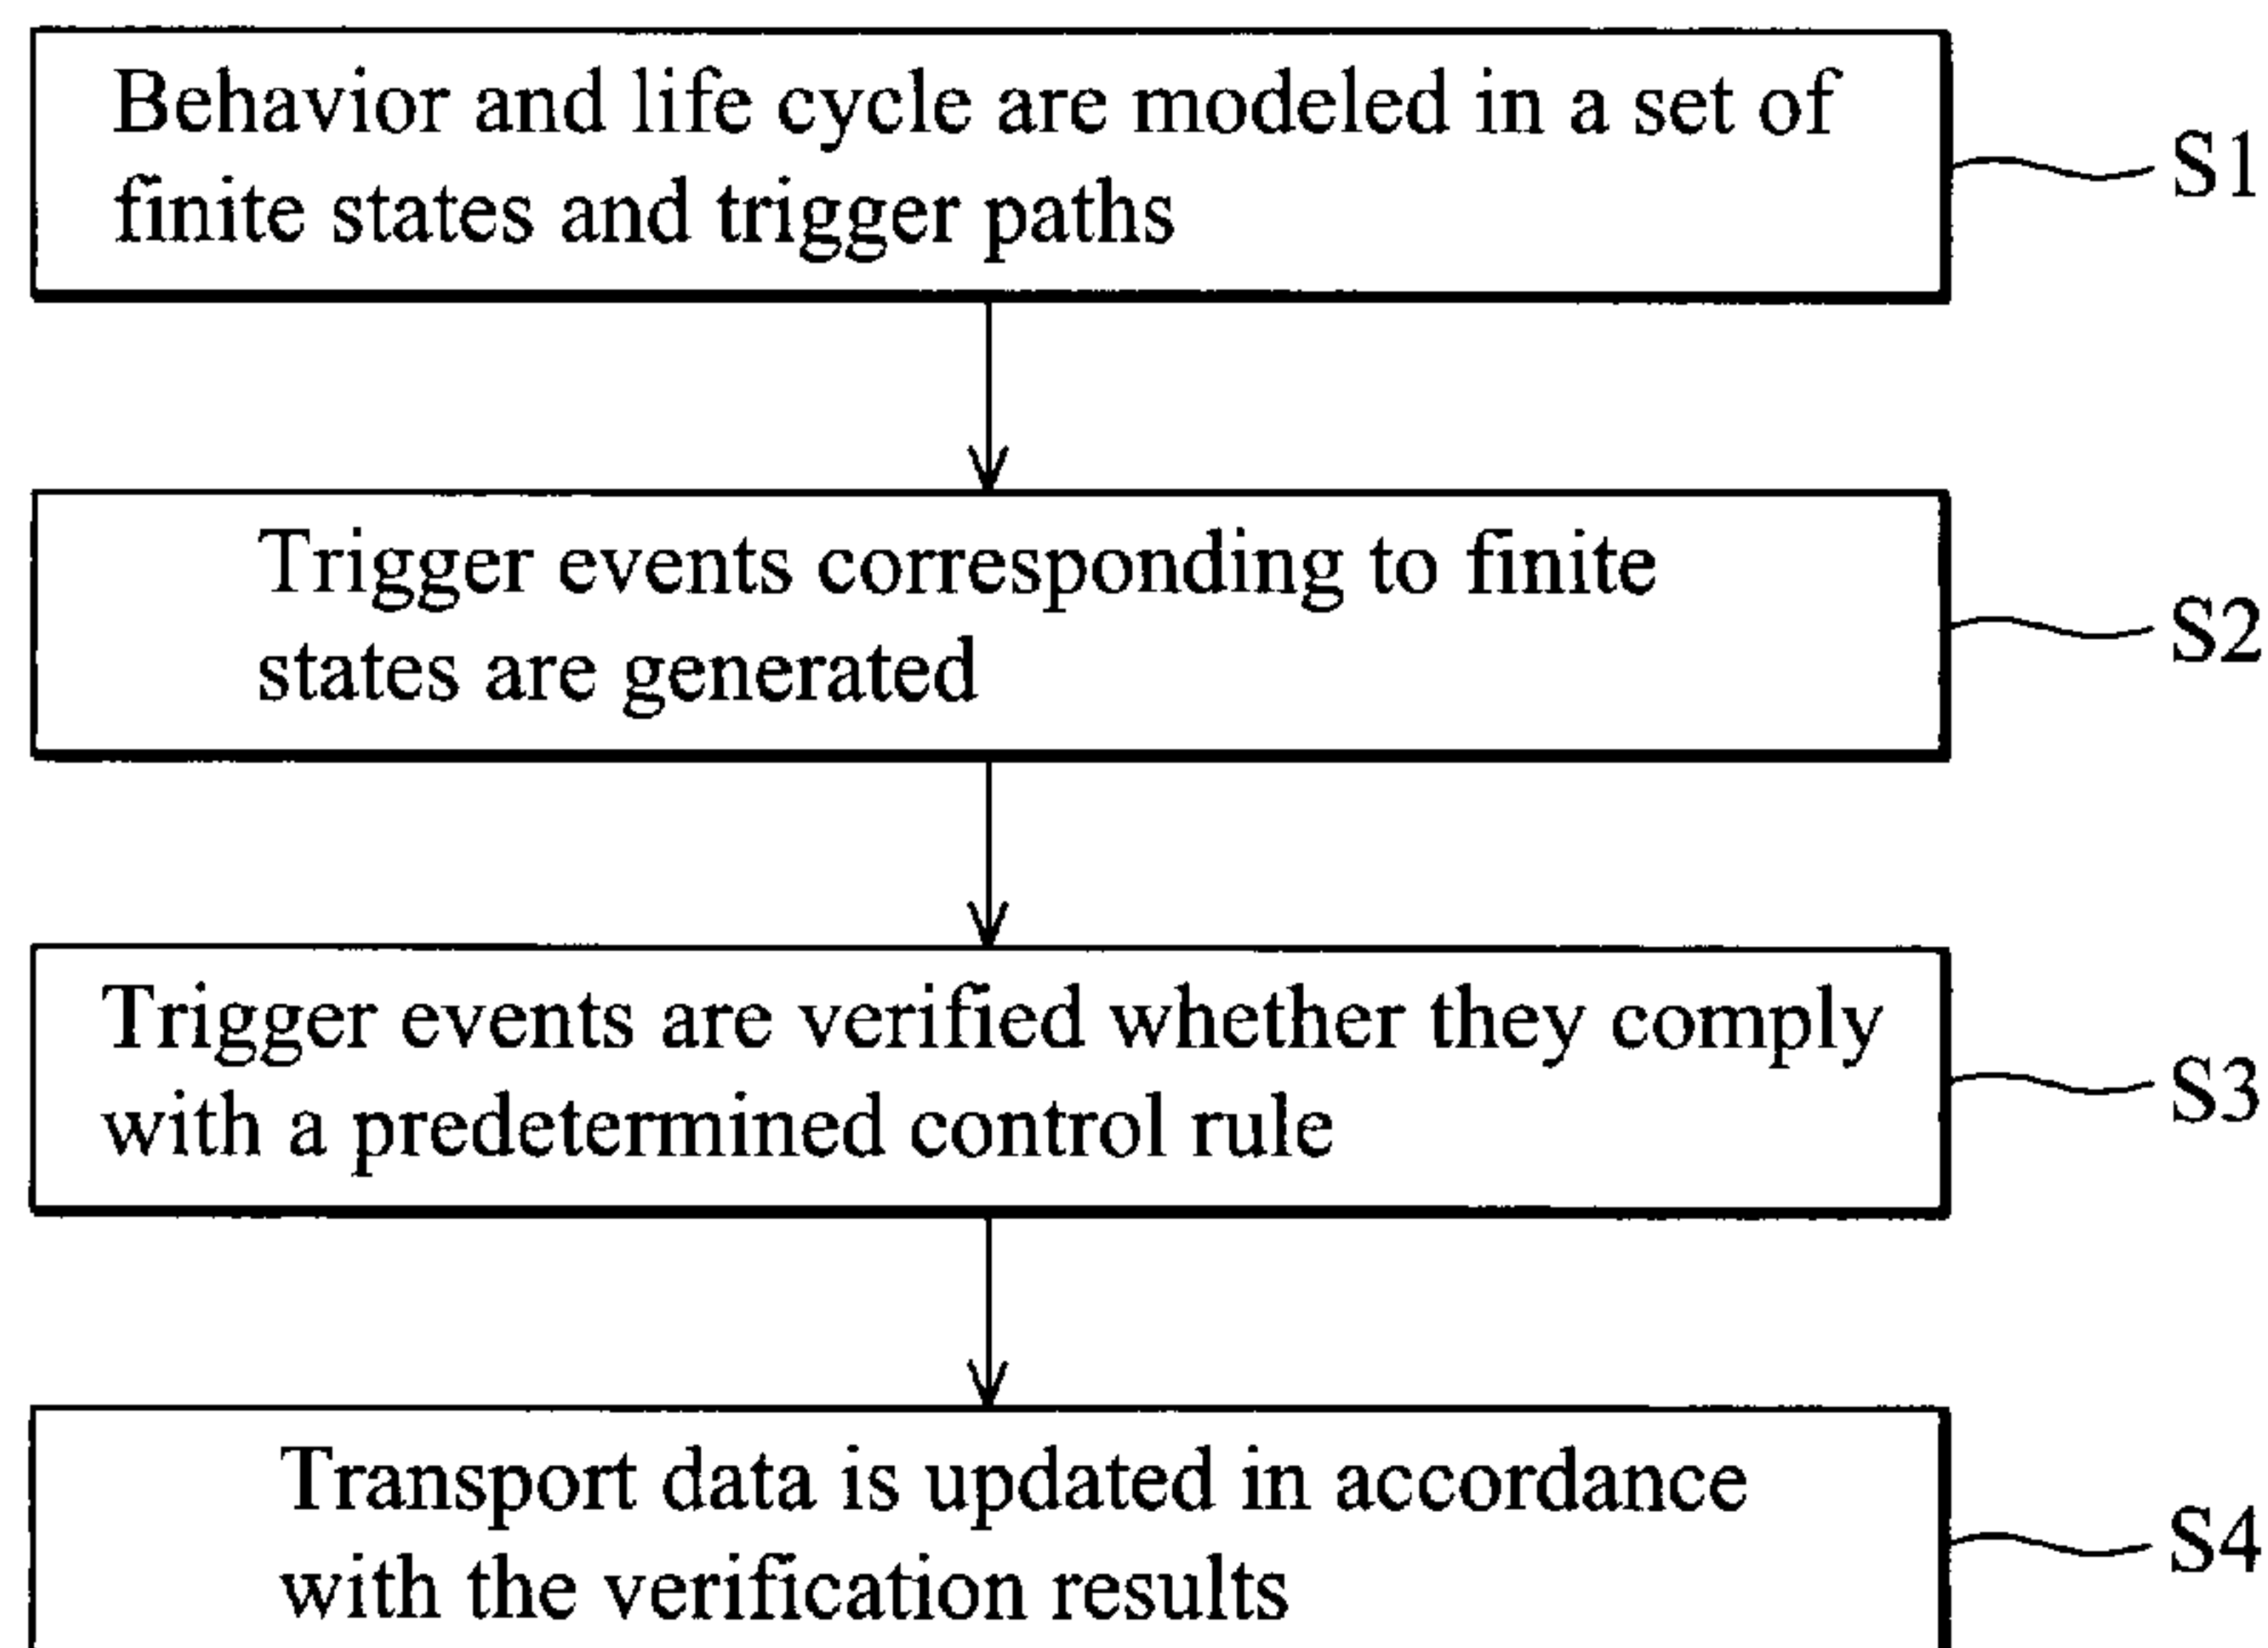 Behavior and life cycle are modeled in a set of
finite states and trigger paths
S1
Trigger events corresponding to finite
states are generated
S2
Trigger events are verified whether they comply
with a predetermined control rule
S3
Transport data is updated in accordance
with the verification results
S4